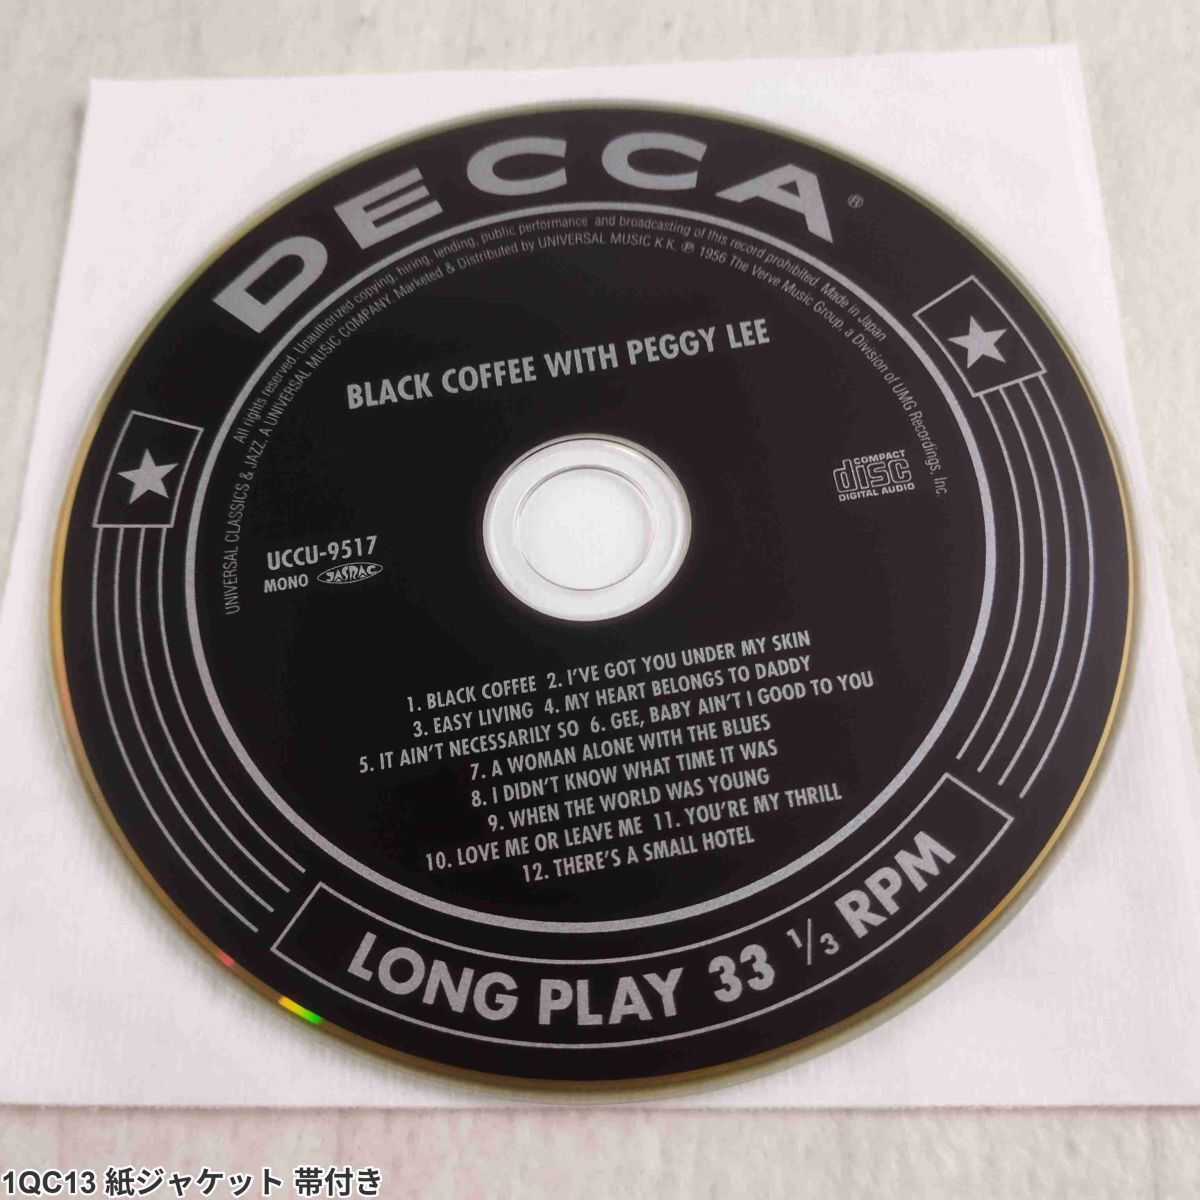 DECCA®
All rights reserved. Unauthorized copying, hiring, lending, public performance and broadcasting of this record prohibited. Made in Japan
UNIVERSAL CLASSICS & JAZZ, A UNIVERSAL MUSIC COMPANY. Marketed & Distributed by UNIVERSAL MUSIC K.K. ℗ 1956 The Verve Music Group, a Division of UMG Recordings, Inc.
BLACK COFFEE WITH PEGGY LEE
COMPACT
disc
DIGITAL AUDIO
UCCU-9517
MONO JASRAC
1. BLACK COFFEE 2. I'VE GOT YOU UNDER MY SKIN
3. EASY LIVING 4. MY HEART BELONGS TO DADDY
5. IT AIN'T NECESSARILY SO 6. GEE, BABY AIN'T I GOOD TO YOU
7. A WOMAN ALONE WITH THE BLUES
8. I DIDN'T KNOW WHAT TIME IT WAS
9. WHEN THE WORLD WAS YOUNG
10. LOVE ME OR LEAVE ME 11. YOU'RE MY THRILL
12. THERE'S A SMALL HOTEL
LONG PLAY 33 1/3 RPM
1QC13 紙ジャケット 帯付き